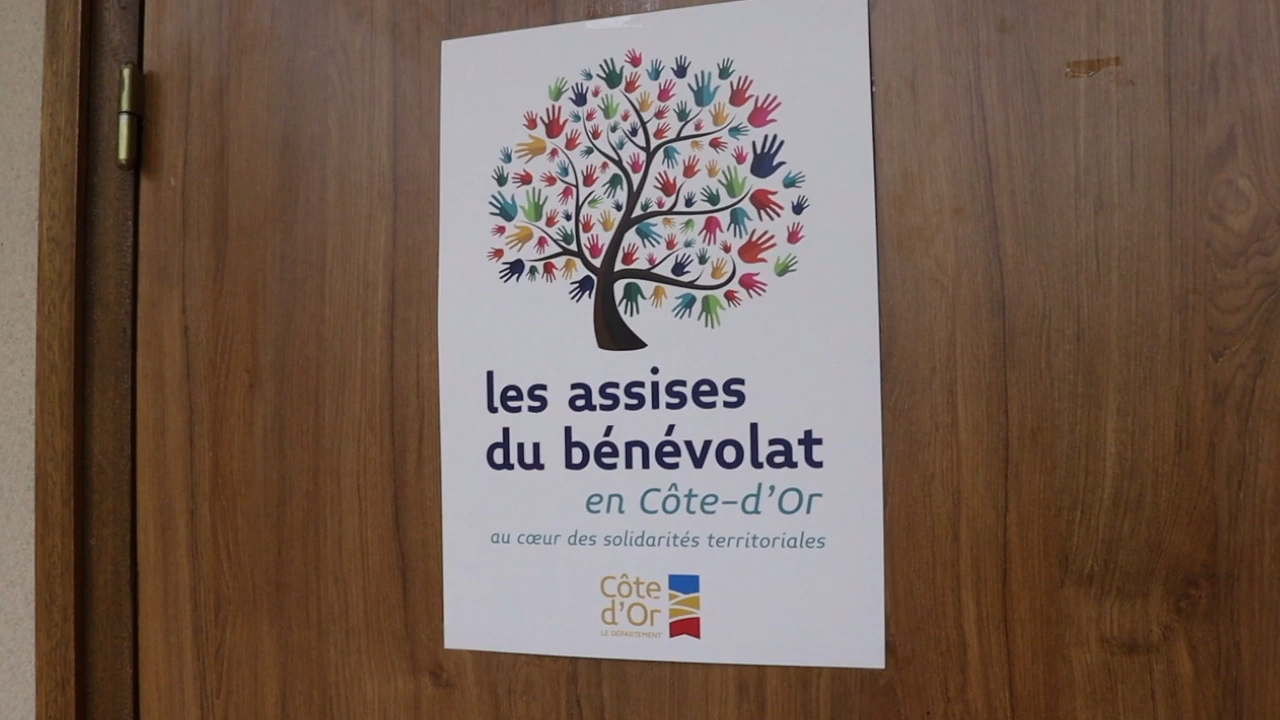 les assises
du bénévolat
en Côte-d'Or
au cœur des solidarités territoriales
Côte
d'Or
LE DÉPARTEMENT